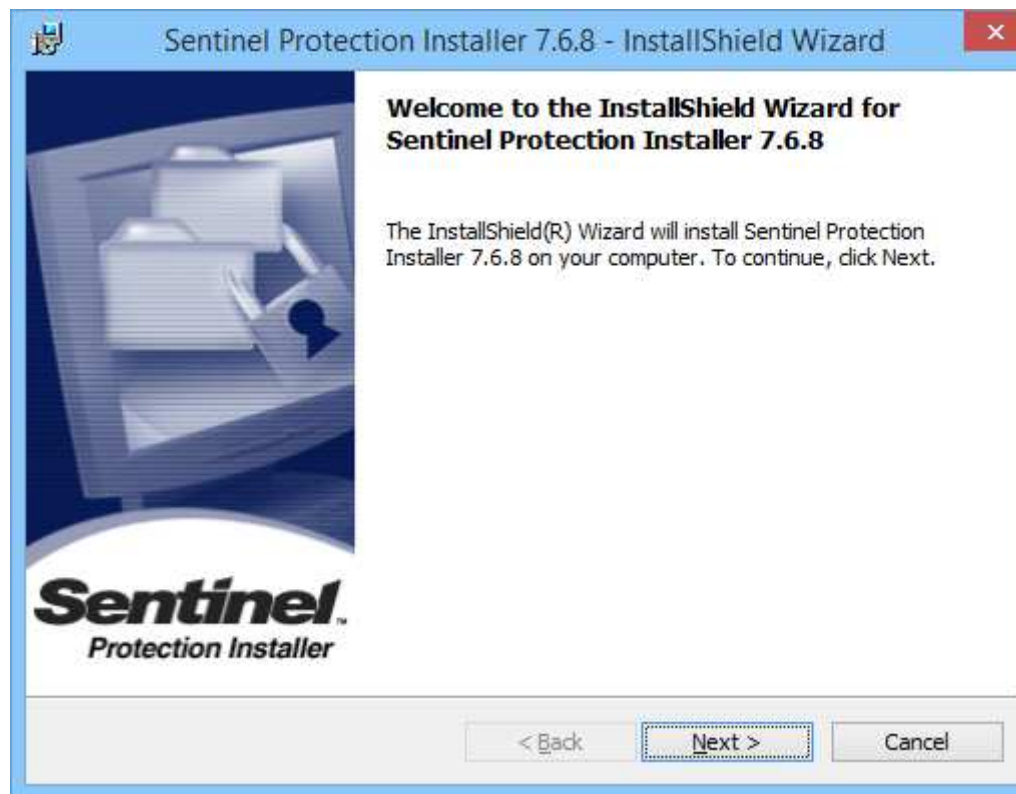 Sentinel Protection Installer 7.6.8 - InstallShield Wizard
Welcome to the InstallShield Wizard for
Sentinel Protection Installer 7.6.8
The InstallShield(R) Wizard will install Sentinel Protection
Installer 7.6.8 on your computer. To continue, click Next.
Sentinel™
Protection Installer
< Back
Next >
Cancel